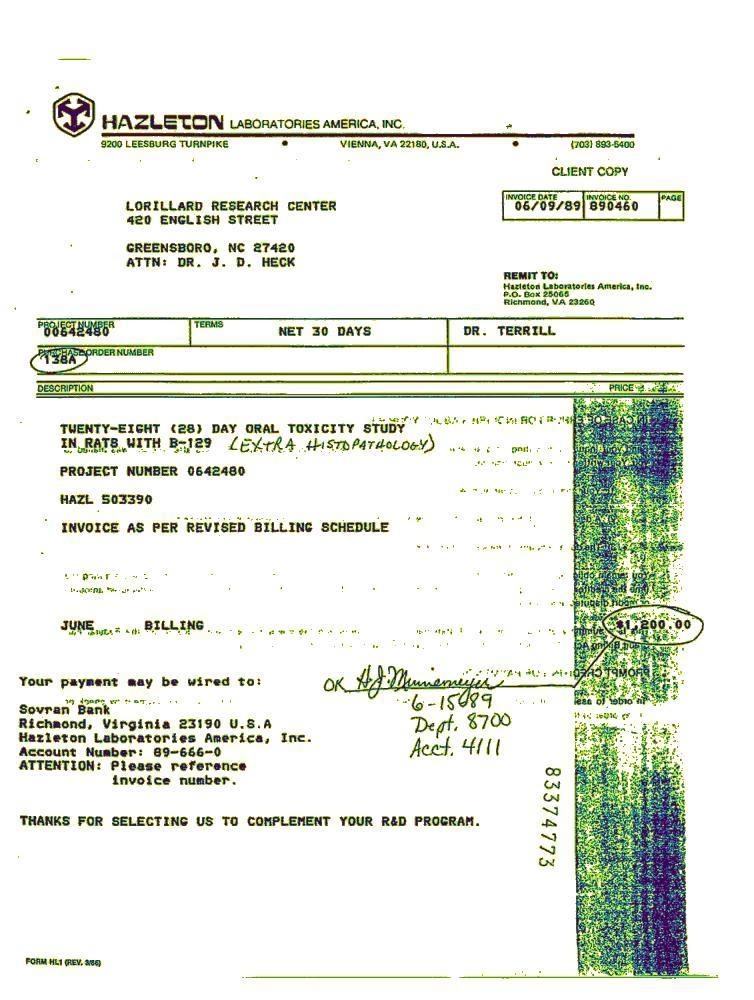 HAZLETON LABORATORIES AMERICA, INC.
9200 LEESBURG TURNPIKE • VIENNA, VA 22180, U.S.A. • (703) 893-5400
CLIENT COPY
LORILLARD RESEARCH CENTER
420 ENGLISH STREET
INVOICE DATE INVOICE NO. PAGE
06/09/89 890460
GREENSBORO, NC 27420
ATTN: DR. J. D. HECK
REMIT TO:
Hazleton Laboratories America, Inc.
P.O. Box 25065
Richmond, VA 23260
PROJECT NUMBER TERMS
00642480 NET 30 DAYS DR. TERRILL
PURCHASE ORDER NUMBER
138A
DESCRIPTION PRICE
TWENTY-EIGHT (28) DAY ORAL TOXICITY STUDY
IN RATS WITH B-129 (EXTRA HISTOPATHOLOGY)
PROJECT NUMBER 0642480
HAZL 503390
INVOICE AS PER REVISED BILLING SCHEDULE
JUNE BILLING $1,200.00
Your payment may be wired to:
OK
6-15689
Sovran Bank
Richmond, Virginia 23190 U.S.A
Dept. 8700
Hazleton Laboratories America, Inc.
Acct. 4111
Account Number: 89-666-0
ATTENTION: Please reference
invoice number.
83374773
THANKS FOR SELECTING US TO COMPLEMENT YOUR R&D PROGRAM.
FORM HL1 (REV. 3/86)